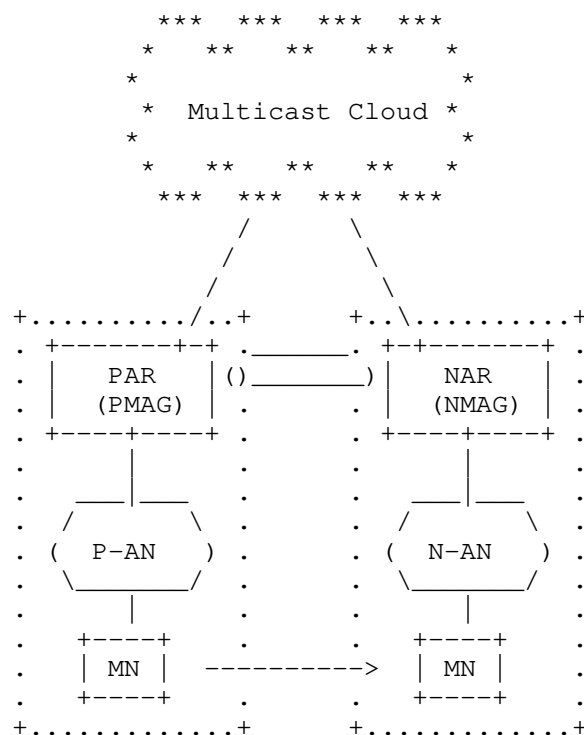 Multicast Cloud
PAR NAR
(PMAG) (NMAG)
P-AN N-AN
MN MN